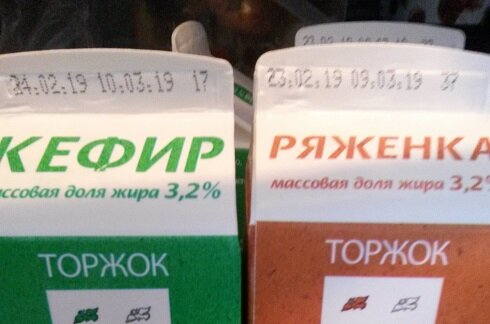 24.02.19 10.03.19 17
КЕФИР
массовая доля жира 3,2%
ТОРЖОК
23.02.19 09.03.19 37
РЯЖЕНКА
массовая доля жира 3,2%
ТОРЖОК